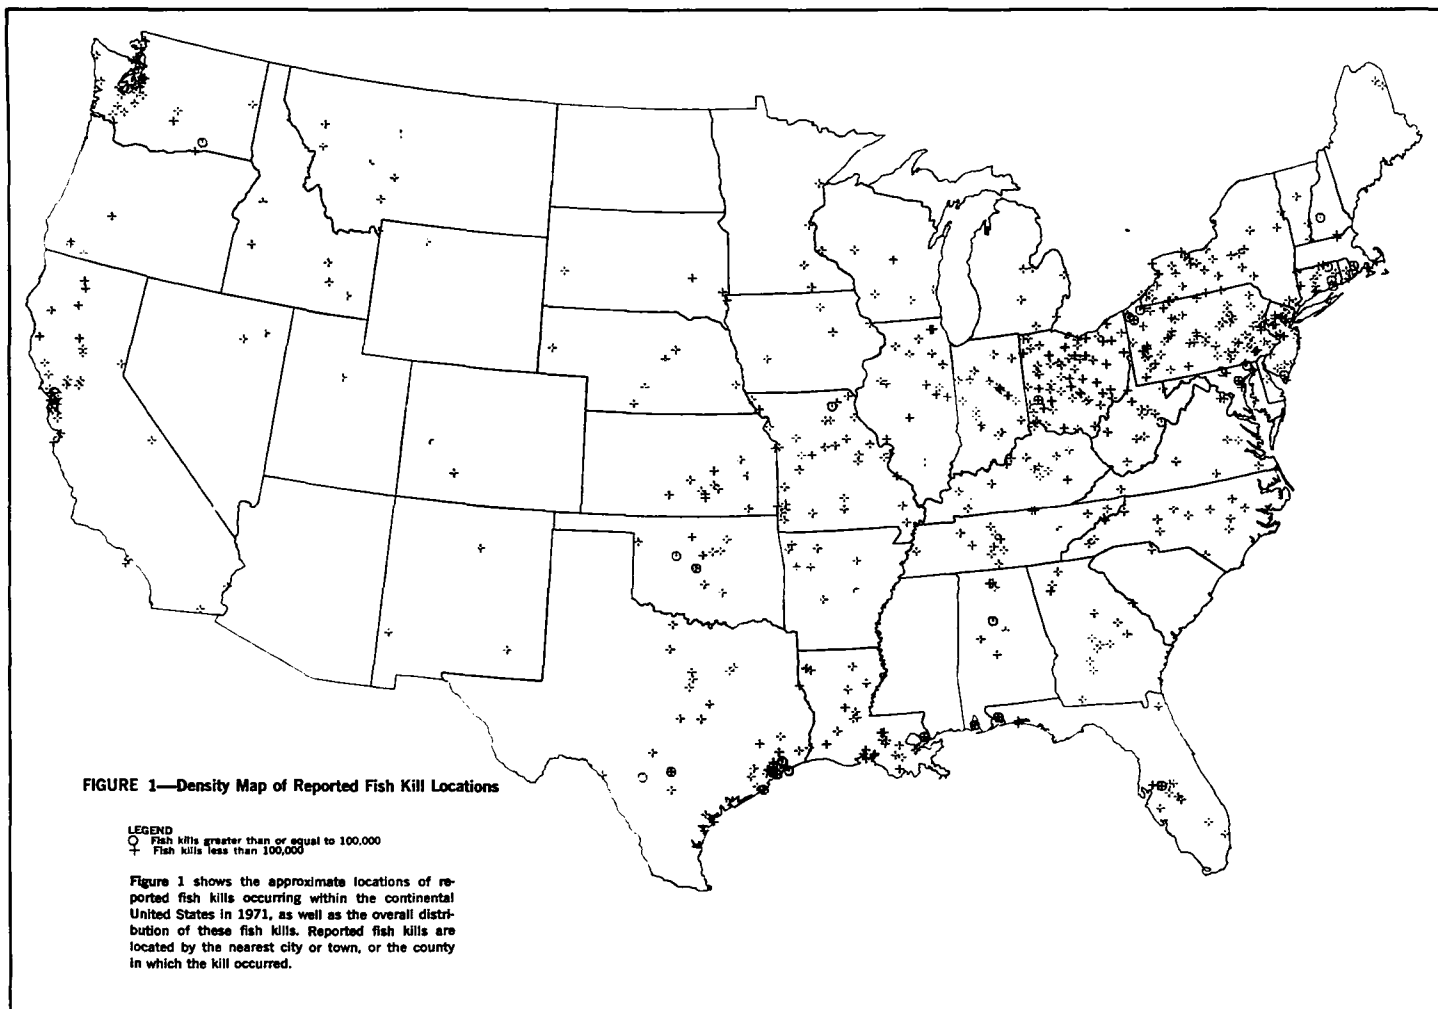 FIGURE 1—Density Map of Reported Fish Kill Locations
LEGEND
Fish kills greater than or equal to 100,000
Fish kills less than 100,000
Figure 1 shows the approximate locations of re-
ported fish kills occurring within the continental
United States in 1971, as well as the overall distri-
bution of these fish kills. Reported fish kills are
located by the nearest city or town, or the county
in which the kill occurred.